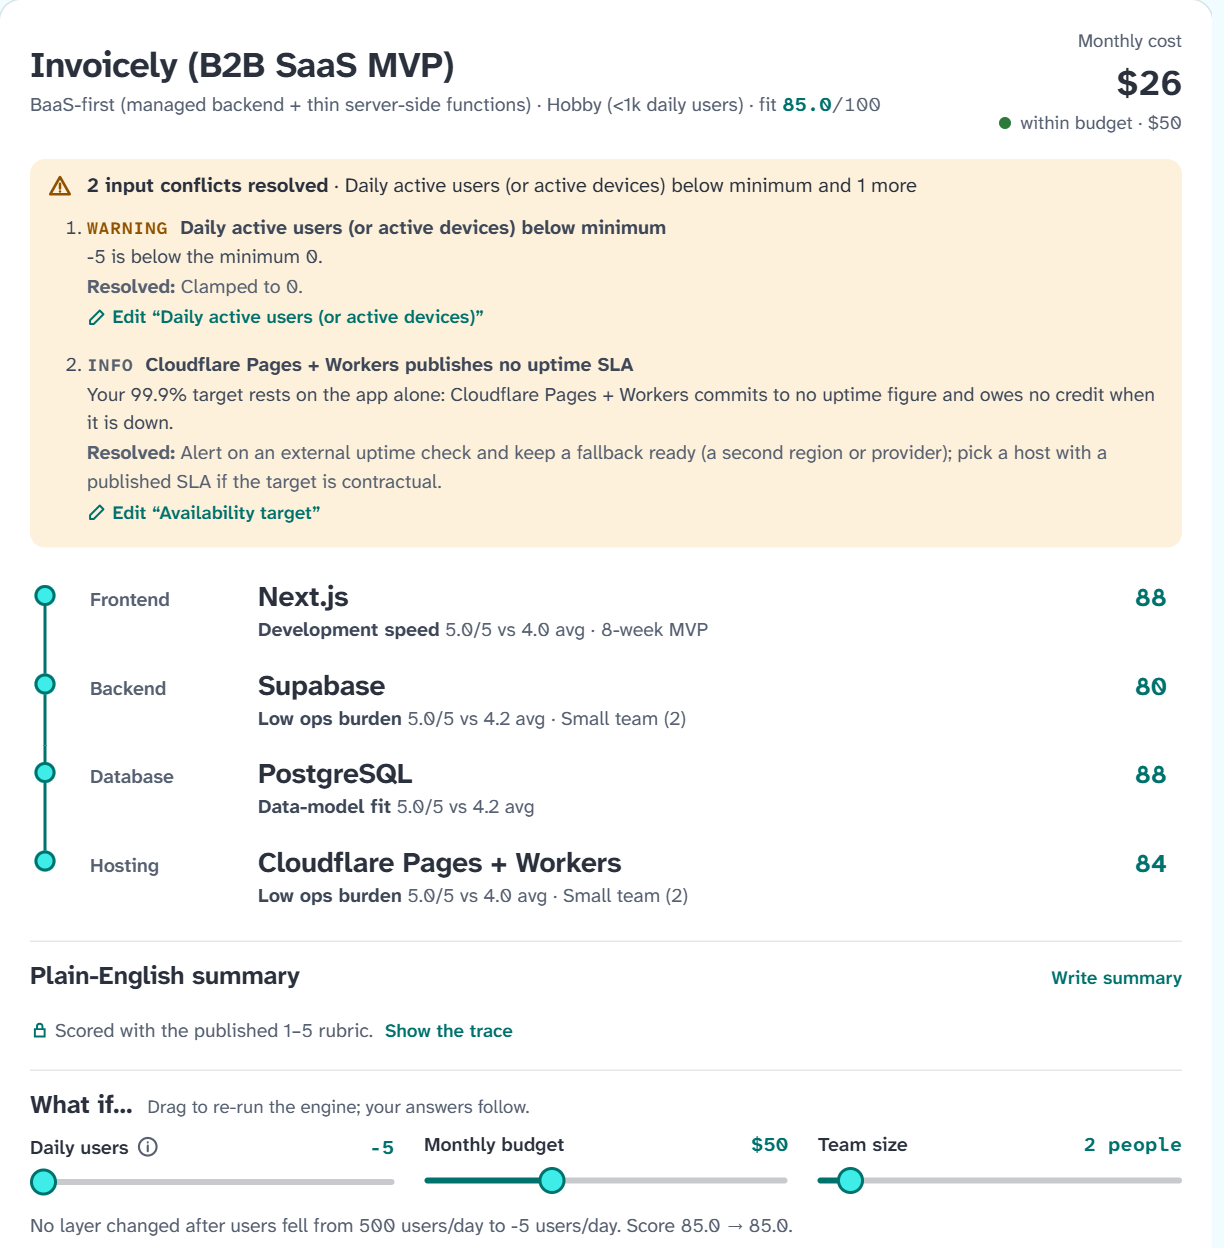 Invoicely (B2B SaaS MVP)
BaaS-first (managed backend + thin server-side functions) · Hobby (<1k daily users) · fit 85.0/100
Monthly cost
$26
within budget · $50
2 input conflicts resolved · Daily active users (or active devices) below minimum and 1 more
1. WARNING Daily active users (or active devices) below minimum
-5 is below the minimum 0.
Resolved: Clamped to 0.
Edit “Daily active users (or active devices)”
2. INFO Cloudflare Pages + Workers publishes no uptime SLA
Your 99.9% target rests on the app alone: Cloudflare Pages + Workers commits to no uptime figure and owes no credit when
it is down.
Resolved: Alert on an external uptime check and keep a fallback ready (a second region or provider); pick a host with a
published SLA if the target is contractual.
Edit “Availability target”
Frontend Next.js 88
Development speed 5.0/5 vs 4.0 avg · 8-week MVP
Backend Supabase 80
Low ops burden 5.0/5 vs 4.2 avg · Small team (2)
Database PostgreSQL 88
Data-model fit 5.0/5 vs 4.2 avg
Hosting Cloudflare Pages + Workers 84
Low ops burden 5.0/5 vs 4.0 avg · Small team (2)
Plain-English summary Write summary
Scored with the published 1–5 rubric. Show the trace
What if... Drag to re-run the engine; your answers follow.
Daily users -5 Monthly budget $50 Team size 2 people
No layer changed after users fell from 500 users/day to -5 users/day. Score 85.0 → 85.0.